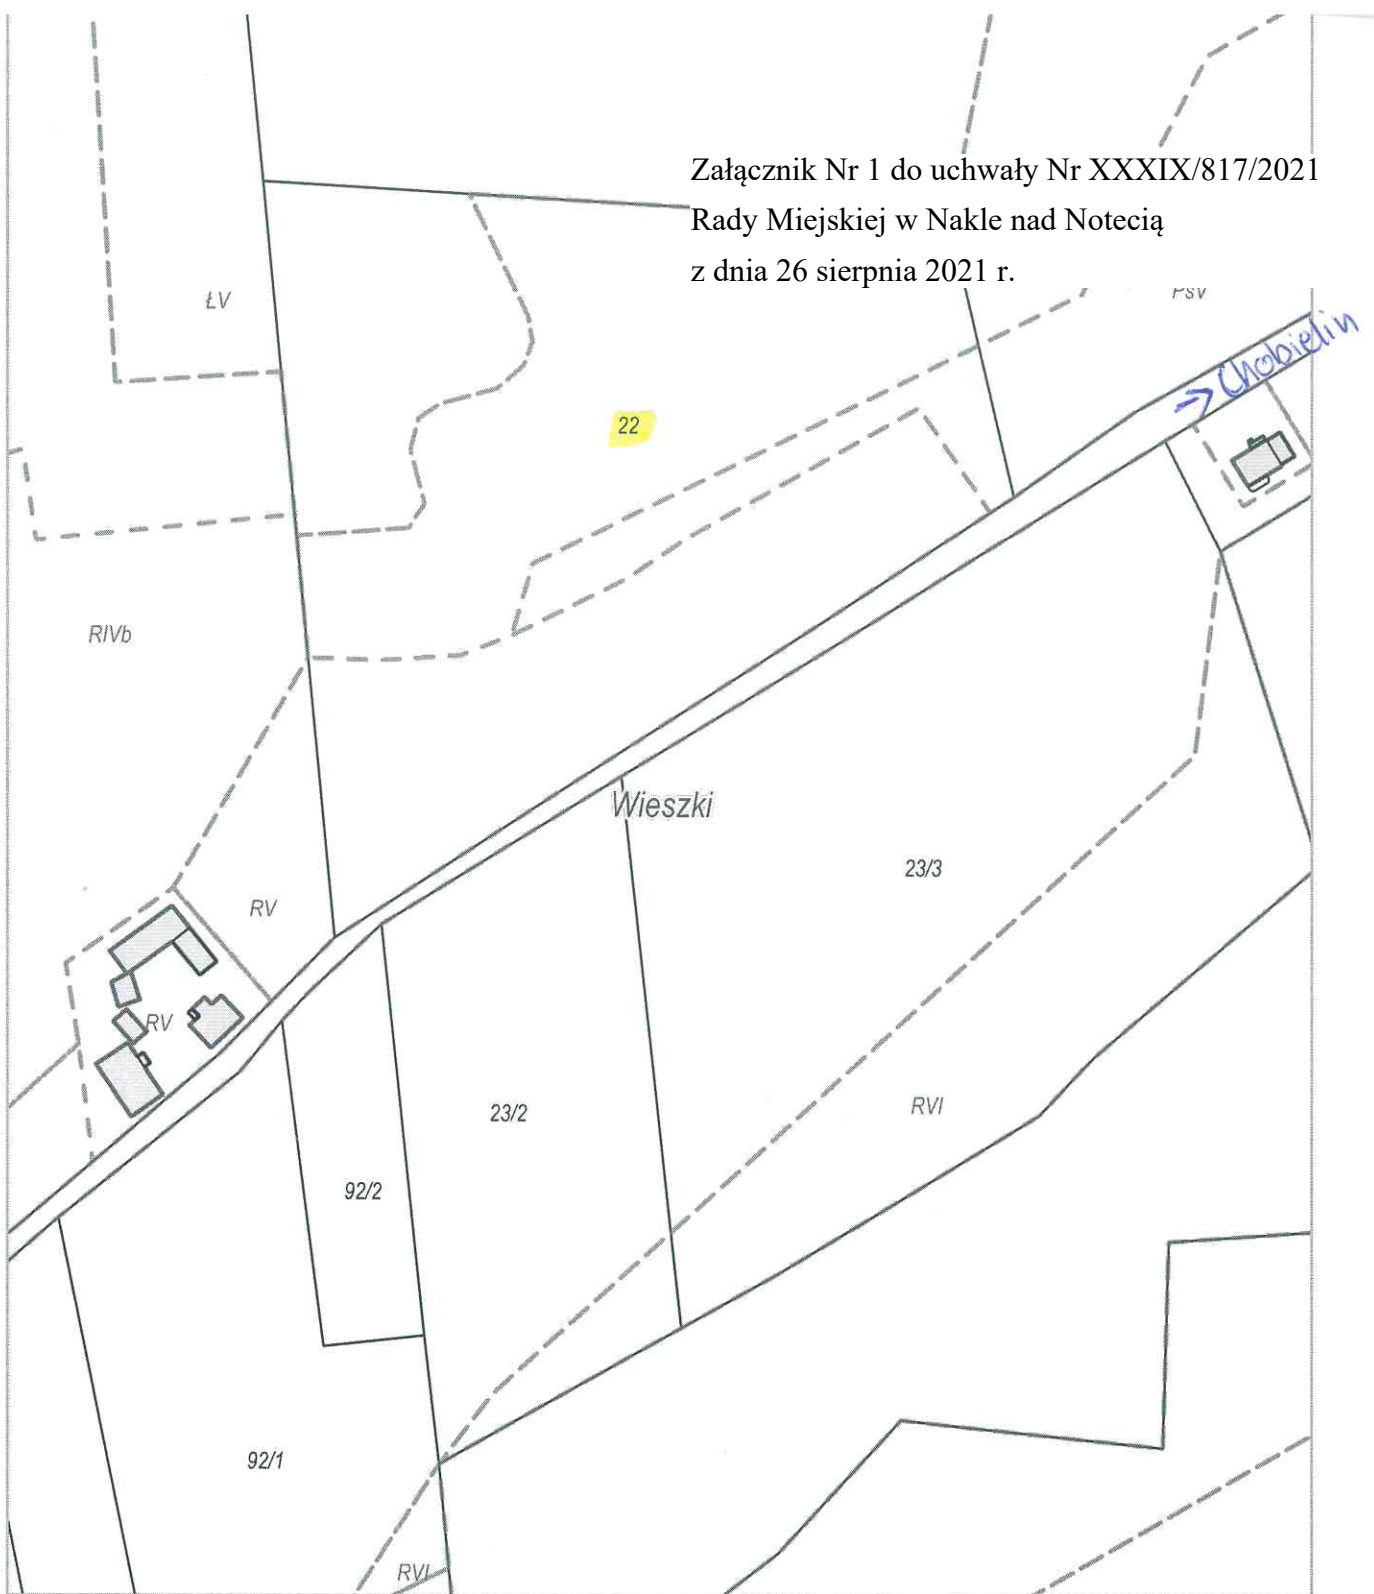 Załącznik Nr 1 do uchwały Nr XXXIX/817/2021
Rady Miejskiej w Nakle nad Notecią
z dnia 26 sierpnia 2021 r.
ŁV
PsV
→ Chobielin
22
RIVb
Wieszki
23/3
RV
RV
23/2
RVI
92/2
92/1
RVI